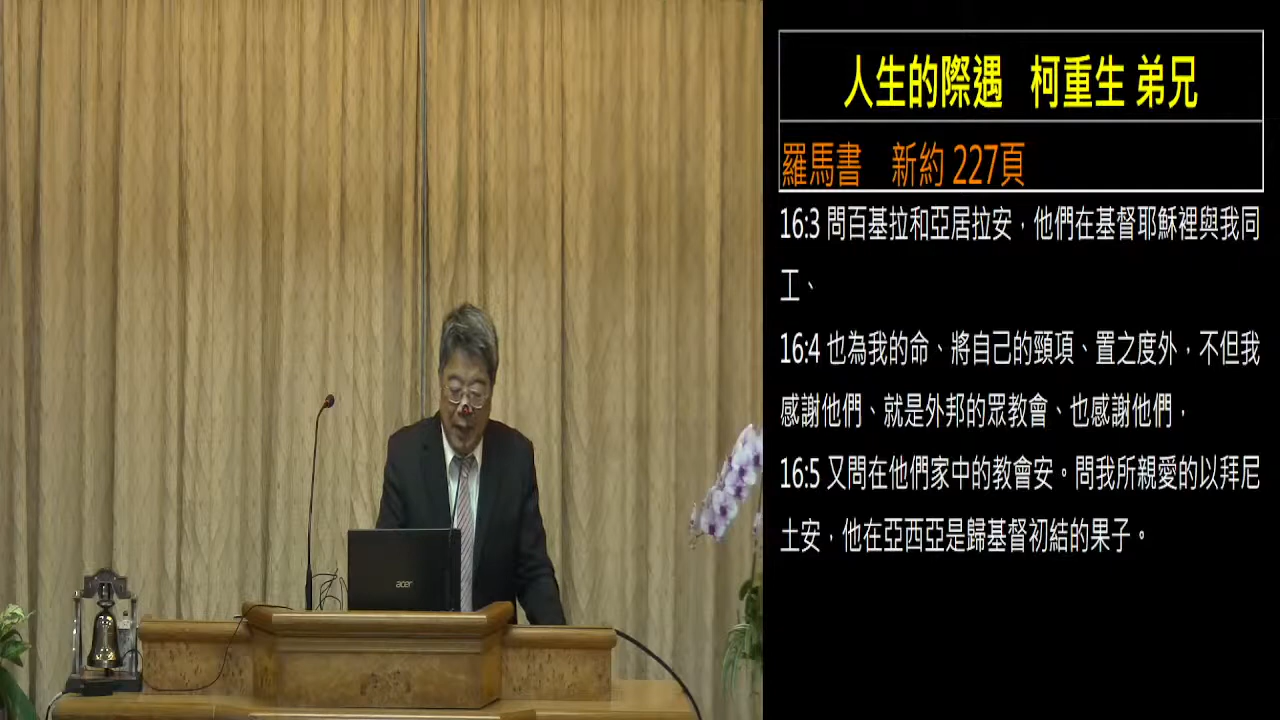 人生的際遇 柯重生 弟兄
羅馬書 新約 227頁
16:3 問百基拉和亞居拉安﹐他們在基督耶穌裡與我同
工、
16:4 也為我的命、將自己的頸項、置之度外﹐不但我
感謝他們、就是外邦的眾教會、也感謝他們﹐
16:5 又問在他們家中的教會安。問我所親愛的以拜尼
土安﹐他在亞西亞是歸基督初結的果子。
acer